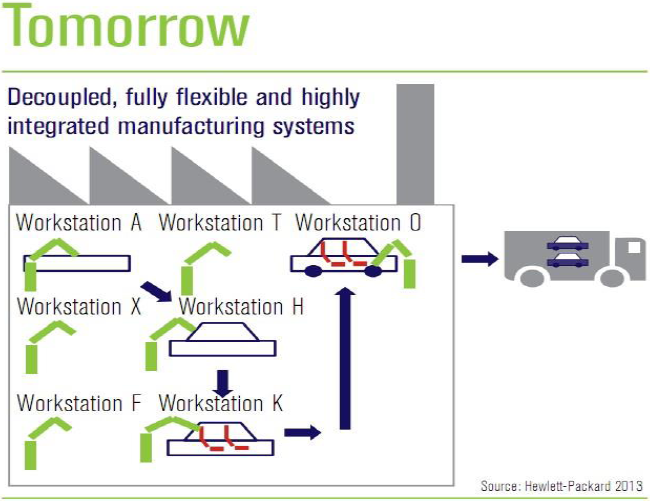 Tomorrow
Decoupled, fully flexible and highly
integrated manufacturing systems
Workstation A
Workstation T
Workstation O
Workstation X
Workstation H
Workstation F
Workstation K
Source: Hewlett-Packard 2013